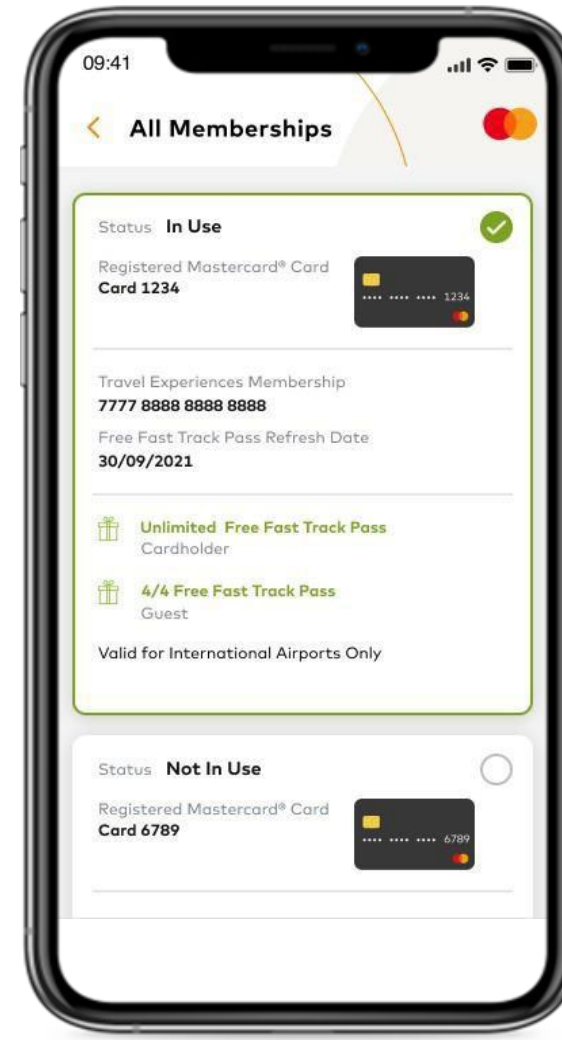 09:41
All Memberships
Status In Use
Registered Mastercard® Card
Card 1234
•••• •••• •••• 1234
Travel Experiences Membership
7777 8888 8888 8888
Free Fast Track Pass Refresh Date
30/09/2021
Unlimited Free Fast Track Pass
Cardholder
4/4 Free Fast Track Pass
Guest
Valid for International Airports Only
Status Not In Use
Registered Mastercard® Card
Card 6789
•••• •••• •••• 6789